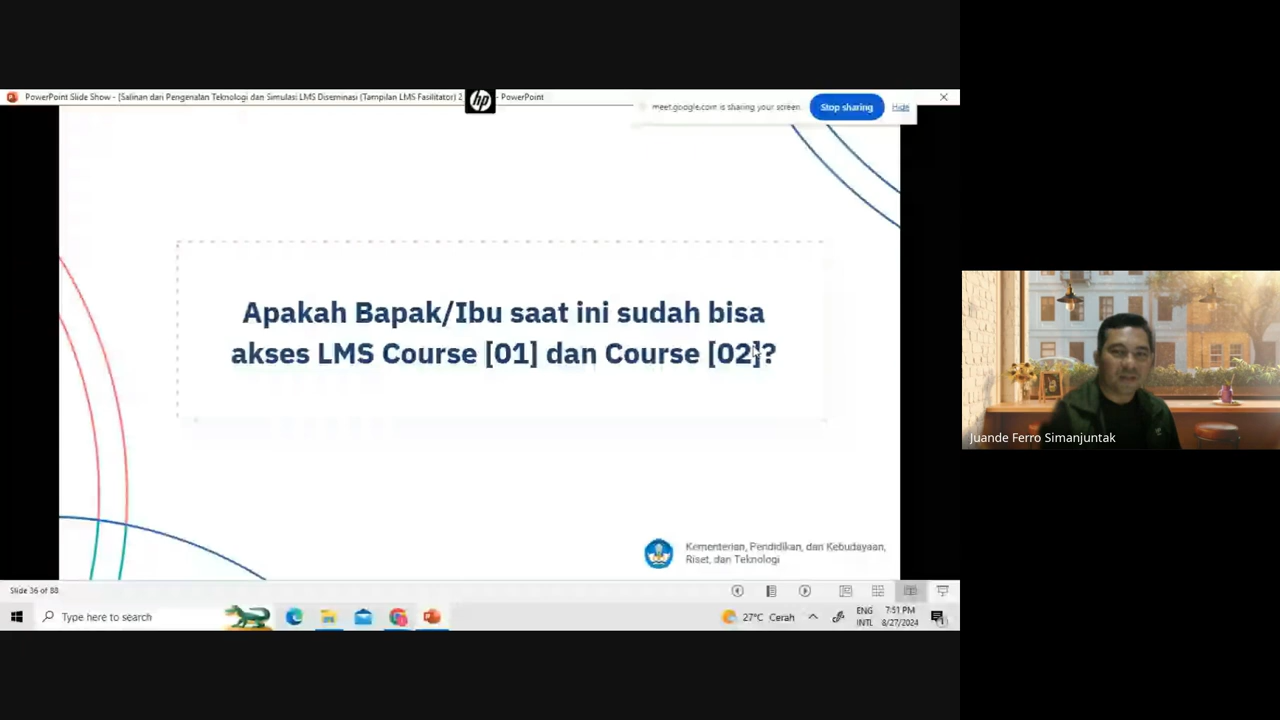 PowerPoint Slide Show - [Salinan dari Pengenalan Teknologi dan Simulasi LMS Diseminasi (Tampilan LMS Fasilitator) 2
hp
- PowerPoint
meet.google.com is sharing your screen.
Stop sharing
Hide
Apakah Bapak/Ibu saat ini sudah bisa
akses LMS Course [01] dan Course [02]?
Juande Ferro Simanjuntak
Kementerian, Pendidikan, dan Kebudayaan,
Riset, dan Teknologi
Slide 36 of 88
Type here to search
27°C Cerah
ENG
INTL
7:51 PM
8/27/2024